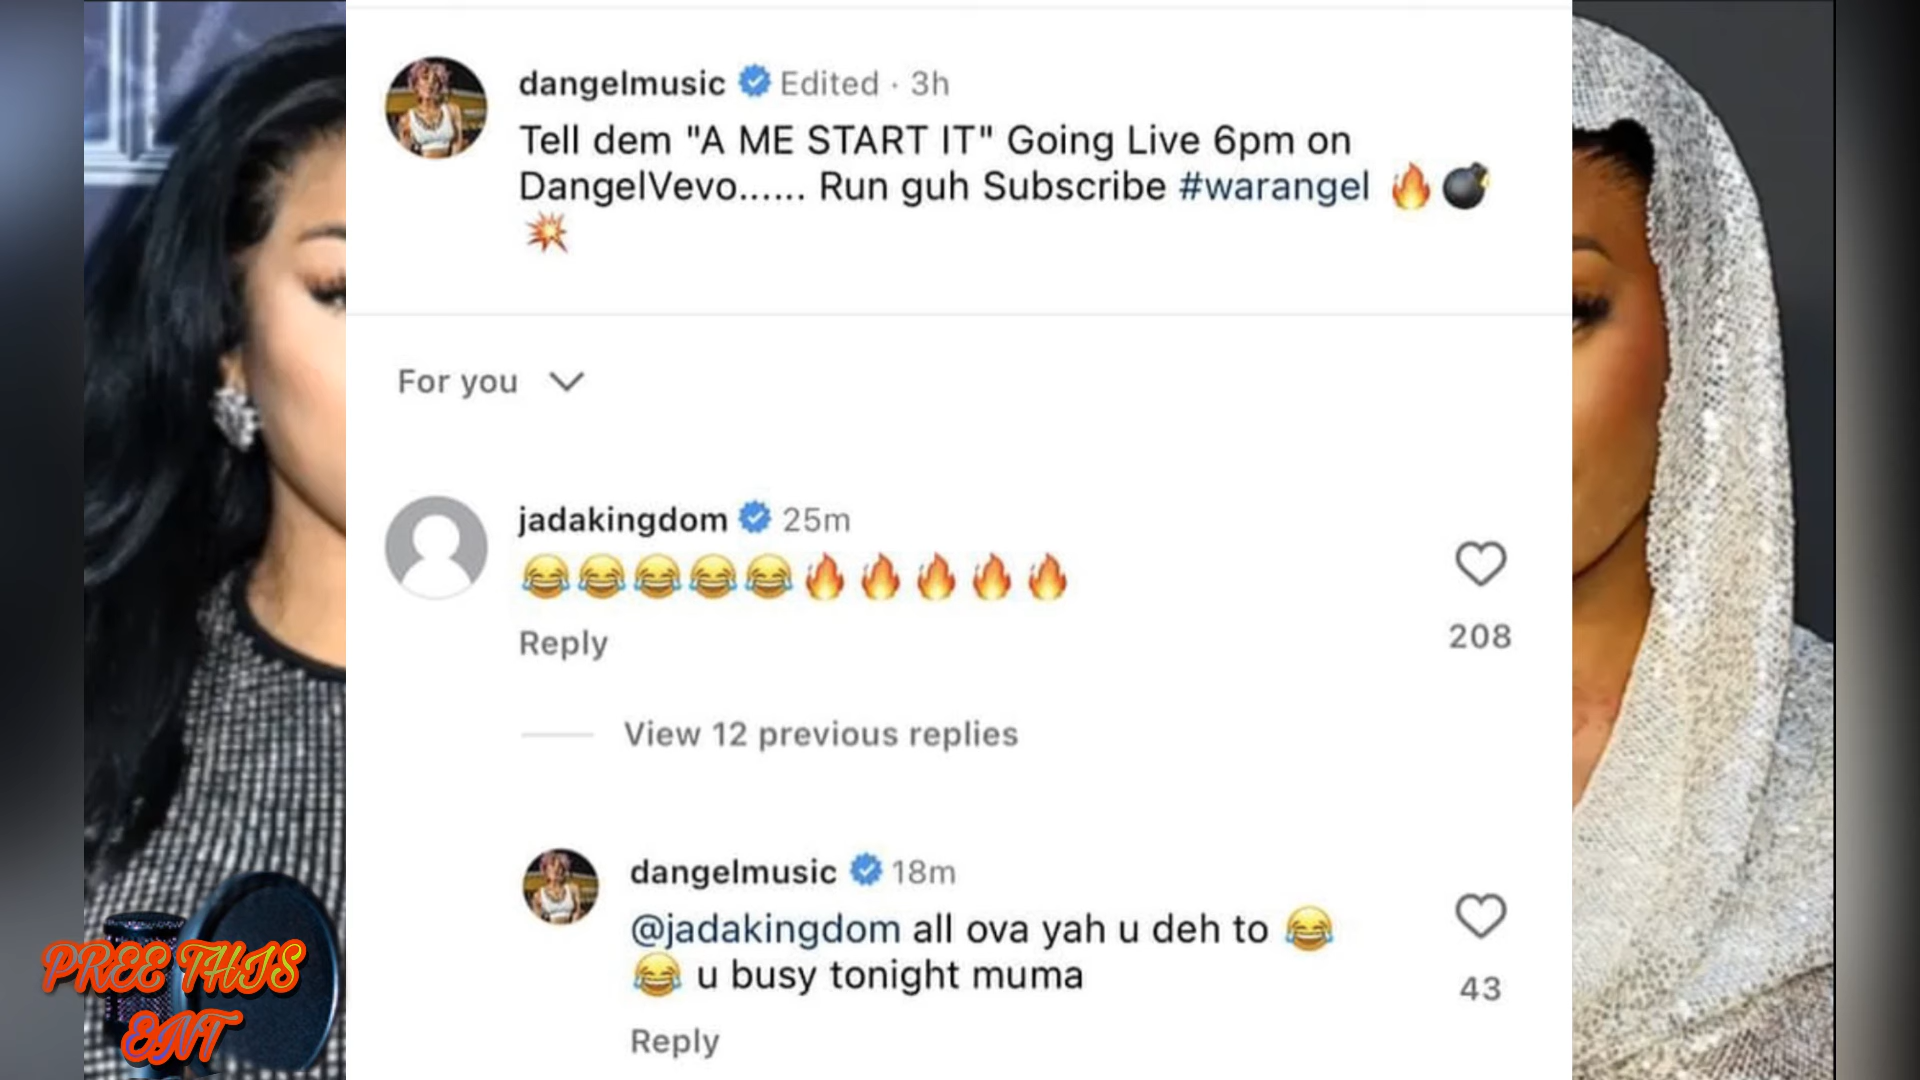 dangelmusic Edited · 3h
Tell dem "A ME START IT" Going Live 6pm on
DangelVevo...... Run guh Subscribe #warangel 🔥💣
💥
For you
jadakingdom 25m
😂😂😂😂😂🔥🔥🔥🔥🔥
208
Reply
View 12 previous replies
dangelmusic 18m
@jadakingdom all ova yah u deh to 😂
😂 u busy tonight muma
43
Reply
PREE THIS
ENT